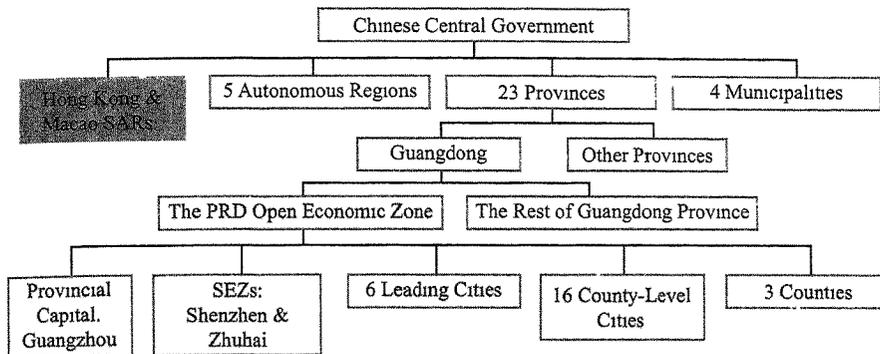 Chinese Central Government
Hong Kong &
Macao SARs
5 Autonomous Regions
23 Provinces
4 Municipalities
Guangdong
Other Provinces
The PRD Open Economic Zone
The Rest of Guangdong Province
Provincial
Capital.
Guangzhou
SEZs:
Shenzhen &
Zhuhai
6 Leading Cities
16 County-Level
Cities
3 Counties